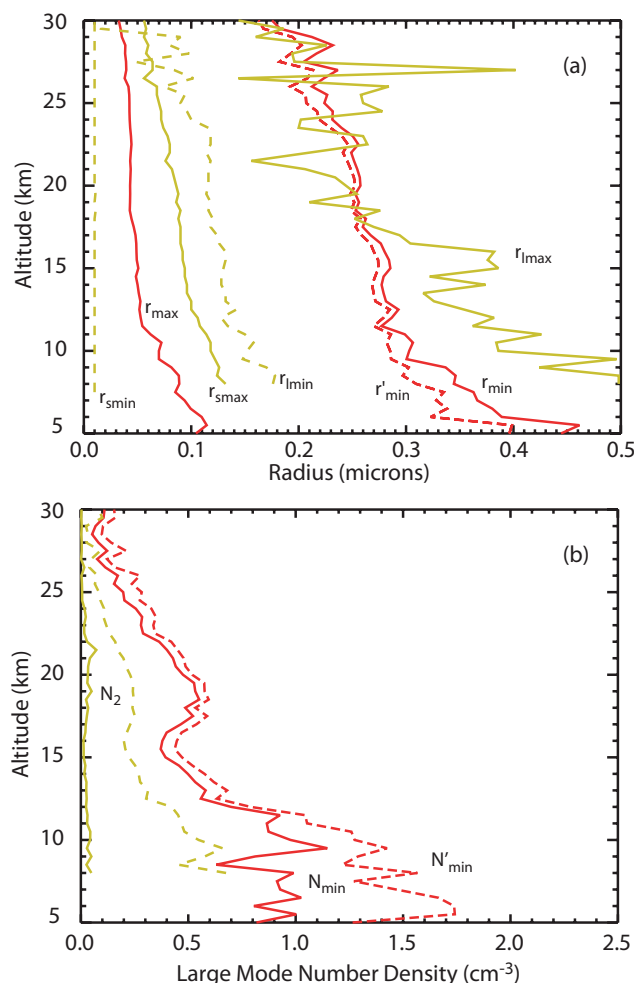 30
25
20
15
10
5
Altitude (km)
(a)
r_lmax
r_max
r_smin
r_smax
r_lmin
r'_min
r_min
0.0 0.1 0.2 0.3 0.4 0.5
Radius (microns)
30
25
20
15
10
5
Altitude (km)
(b)
N_2
N'_min
N_min
0.0 0.5 1.0 1.5 2.0 2.5
Large Mode Number Density (cm⁻³)